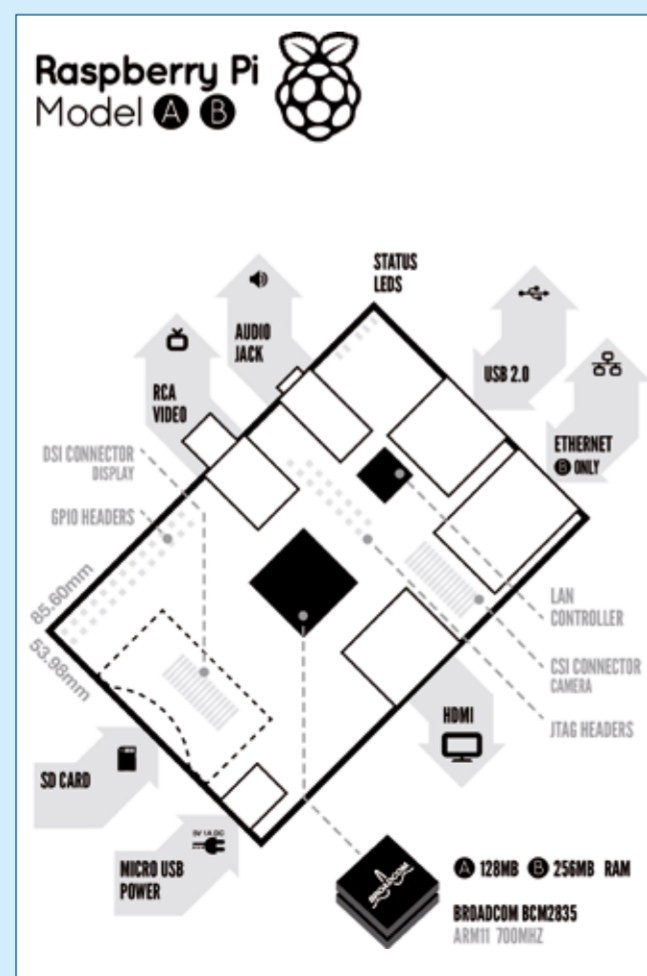 Raspberry Pi
Model A B
STATUS
LEDS
AUDIO
JACK
USB 2.0
RCA
VIDEO
ETHERNET
B ONLY
DSI CONNECTOR
DISPLAY
GPIO HEADERS
85.60mm
53.98mm
LAN
CONTROLLER
CSI CONNECTOR
CAMERA
JTAG HEADERS
HDMI
SD CARD
5V 1A DC
MICRO USB
POWER
BROADCOM
A 128MB B 256MB RAM
BROADCOM BCM2835
ARM11 700MHZ